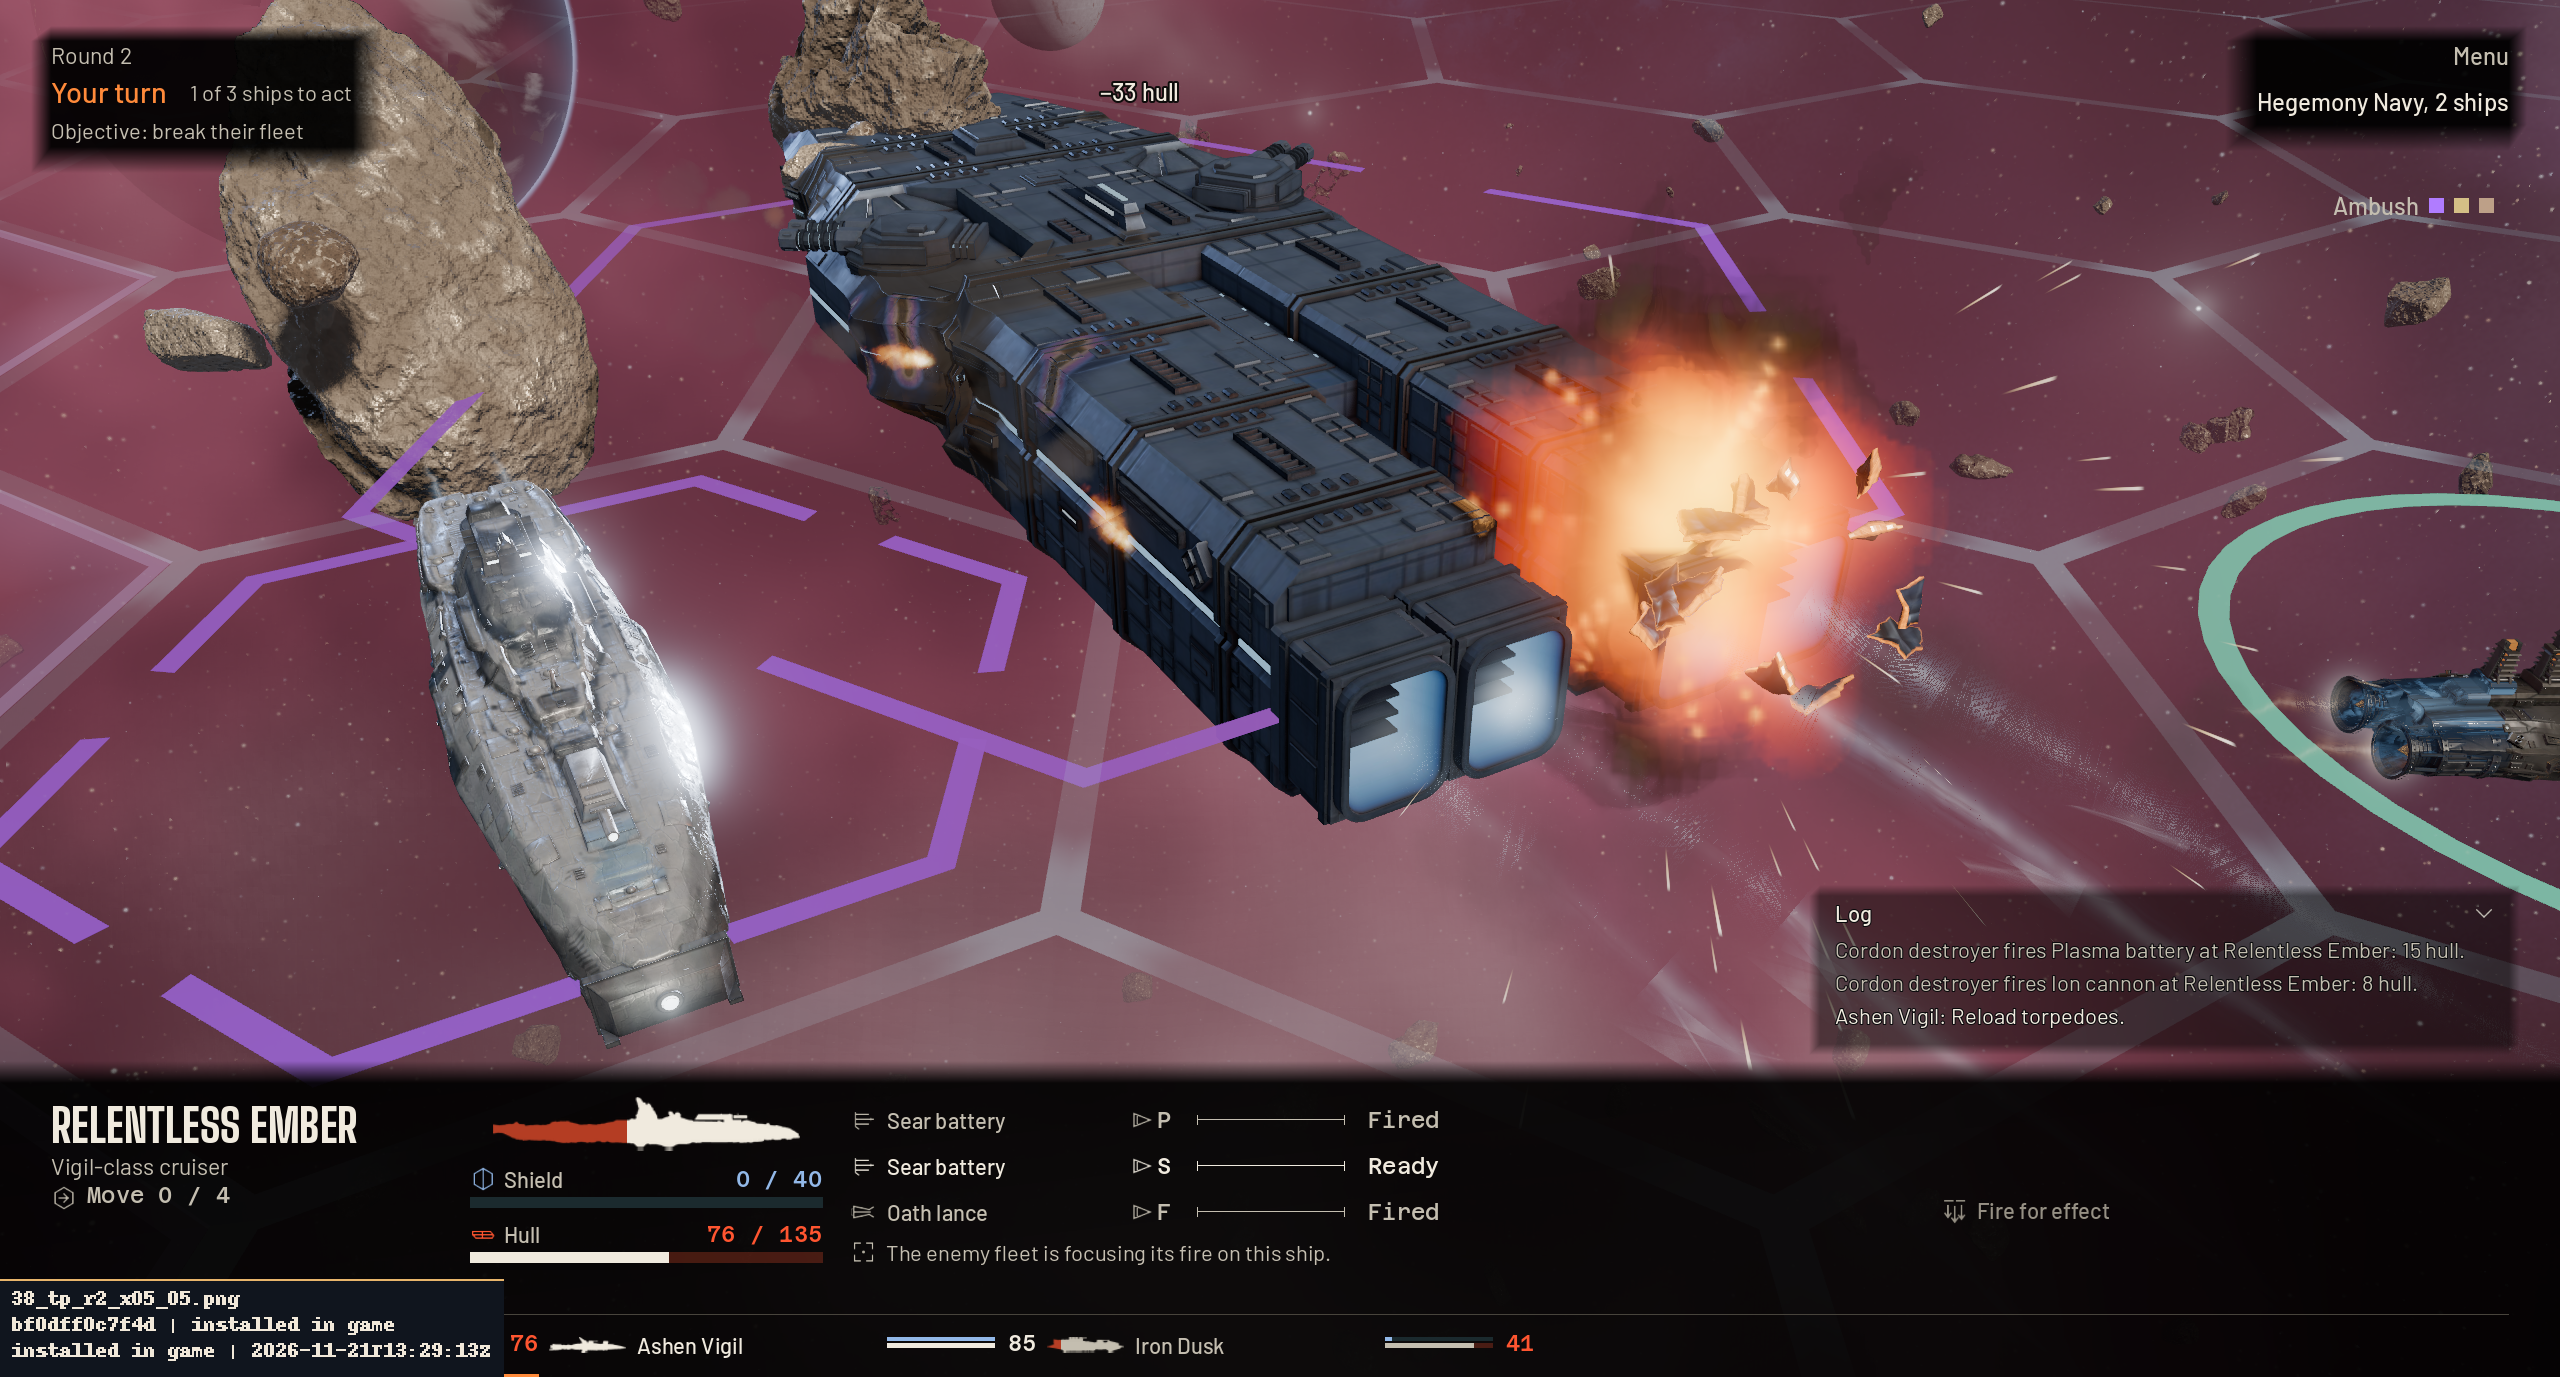 Round 2
Your turn 1 of 3 ships to act
Objective: break their fleet
−33 hull
Menu
Hegemony Navy, 2 ships
Ambush
Log
Cordon destroyer fires Plasma battery at Relentless Ember: 15 hull.
Cordon destroyer fires Ion cannon at Relentless Ember: 8 hull.
Ashen Vigil: Reload torpedoes.
RELENTLESS EMBER
Vigil-class cruiser
Move 0 / 4
Shield 0 / 40
Hull 76 / 135
Sear battery P Fired
Sear battery S Ready
Oath lance F Fired
The enemy fleet is focusing its fire on this ship.
Fire for effect
38_tp_r2_x05_05.png
bf0dff0c7f4d | installed in game
installed in game | 2026-11-21r13:29:13z
76 Ashen Vigil 85 Iron Dusk 41